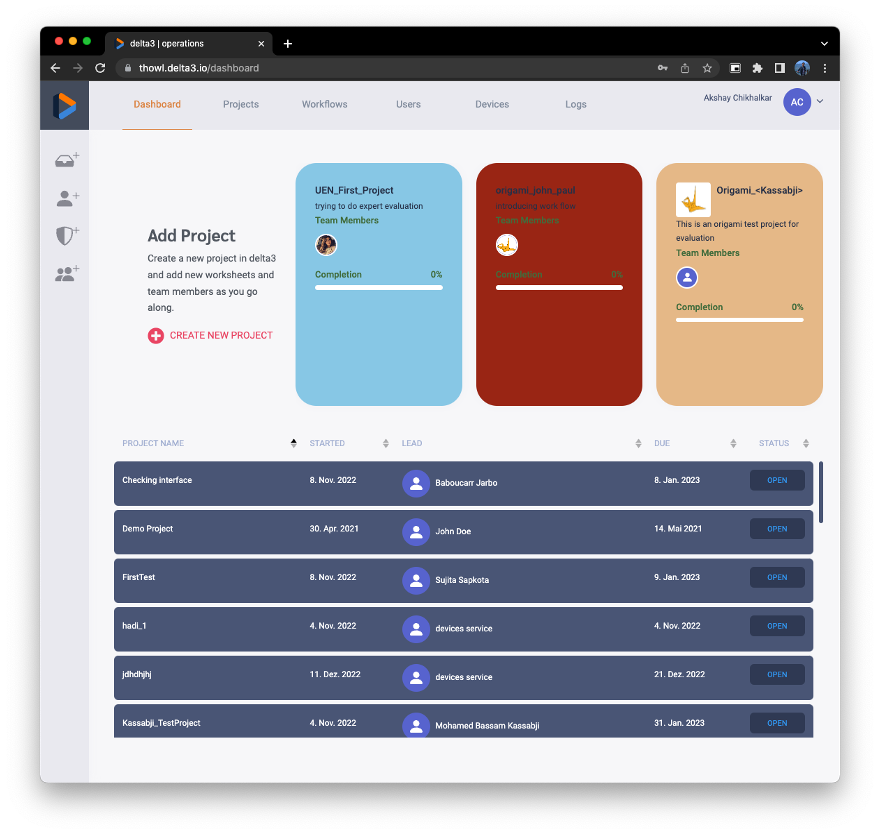 delta3 | operations
thowl.delta3.io/dashboard
Dashboard
Projects
Workflows
Users
Devices
Logs
Akshay Chikhalkar
AC
Add Project
Create a new project in delta3
and add new worksheets and
team members as you go
along.
CREATE NEW PROJECT
UEN_First_Project
trying to do expert evaluation
Team Members
Completion 0%
origami_john_paul
introducing work flow
Team Members
Completion 0%
Origami_<Kassabji>
This is an origami test project for
evaluation
Team Members
Completion 0%
PROJECT NAME STARTED LEAD DUE STATUS
Checking interface 8. Nov. 2022 Baboucarr Jarbo 8. Jan. 2023 OPEN
Demo Project 30. Apr. 2021 John Doe 14. Mai 2021 OPEN
FirstTest 8. Nov. 2022 Sujita Sapkota 9. Jan. 2023 OPEN
hadi_1 4. Nov. 2022 devices service 4. Nov. 2022 OPEN
jdhdhjhj 11. Dez. 2022 devices service 21. Dez. 2022 OPEN
Kassabji_TestProject 4. Nov. 2022 Mohamed Bassam Kassabji 31. Jan. 2023 OPEN